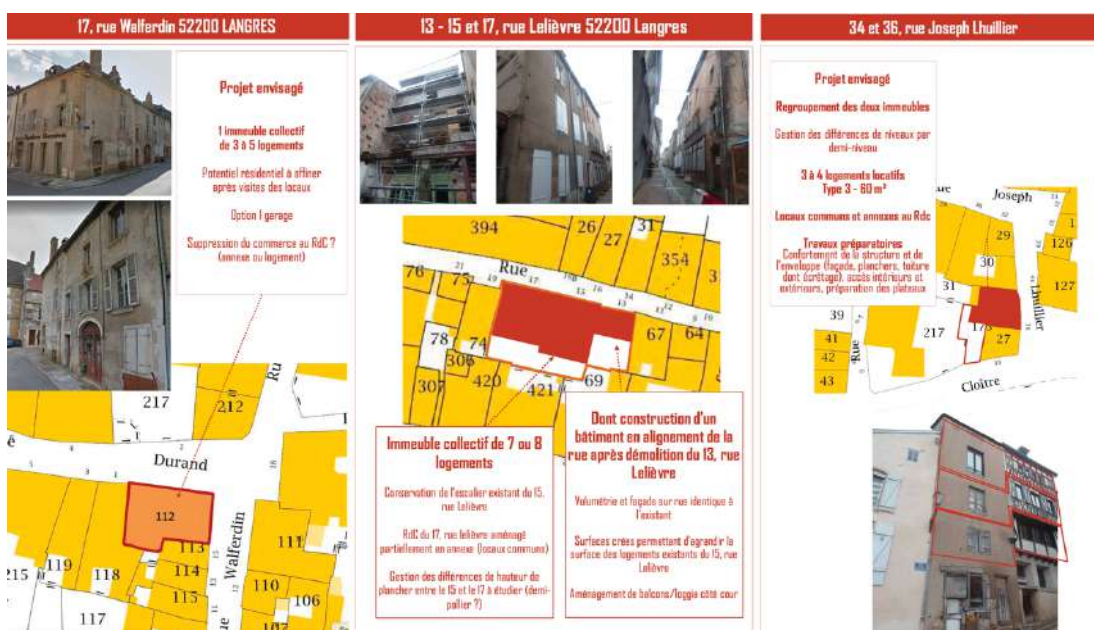 17, rue Walferdin 52200 LANGRES
Projet envisagé
1 immeuble collectif
de 3 à 5 logements
Potentiel résidentiel à affiner
après visites des locaux
Option 1 garage
Suppression du commerce au RdC ?
(annexe ou logement)
217
212
Ru
Durand
112
113
114
115
119
118
117
215
Walferdin
111
110
106
107
13 - 15 et 17, rue Lelièvre 52200 Langres
394
26
27
31
354
Rue
76
75
78
74
306
307
420
421
69
67
64
Immeuble collectif de 7 ou 8
logements
Conservation de l'escalier existant du 15,
rue Lelièvre
RdC du 17, rue lelièvre aménagé
partiellement en annexe (locaux communs)
Gestion des différences de hauteur de
plancher entre le 15 et le 17 à étudier (demi-
pallier ?)
Dont construction d'un
bâtiment en alignement de la
rue après démolition du 13, rue
Lelièvre
Volumétrie et façade sur rue identique à
l'existant
Surfaces crées permettant d'agrandir la
surface des logements existants du 15, rue
Lelièvre
Aménagement de balcons/loggia côté cour
34 et 36, rue Joseph Lhuillier
Projet envisagé
Regroupement des deux immeubles
Gestion des différences de niveaux par
demi-niveau
3 à 4 logements locatifs
Type 3 - 60 m²
Locaux communs et annexes au Rdc
Travaux préparatoires
Confortement de la structure et de
l'enveloppe (façade, planchers, toiture
dont écrêtage), accès intérieurs et
extérieurs, préparation des plateaux
Joseph
29
30
31
126
127
Lhuillier
39
41
42
43
Rue
217
173
27
Cloître